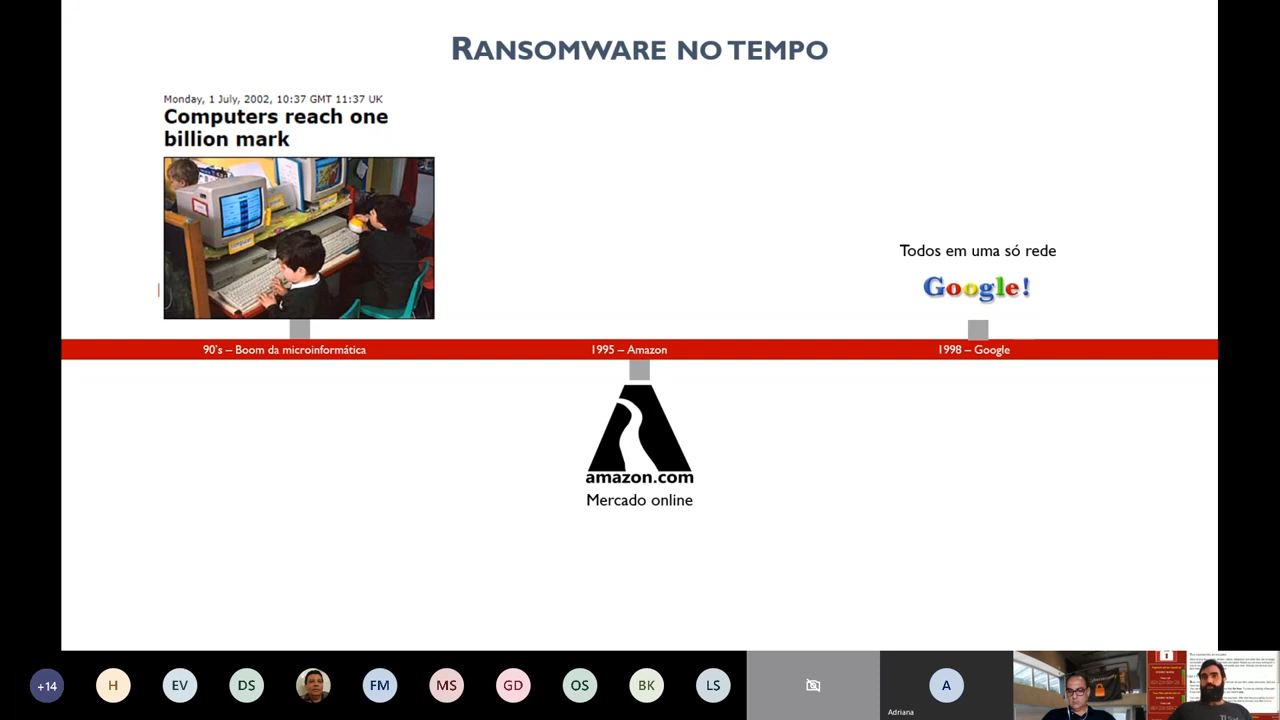 RANSOMWARE NO TEMPO
Monday, 1 July, 2002, 10:37 GMT 11:37 UK
Computers reach one
billion mark
Todos em uma só rede
Google!
90's – Boom da microinformática
1995 – Amazon
1998 – Google
amazon.com
Mercado online
+14
H
EV
DS
FM
MS
GD
OS
BK
LS
A
Adriana